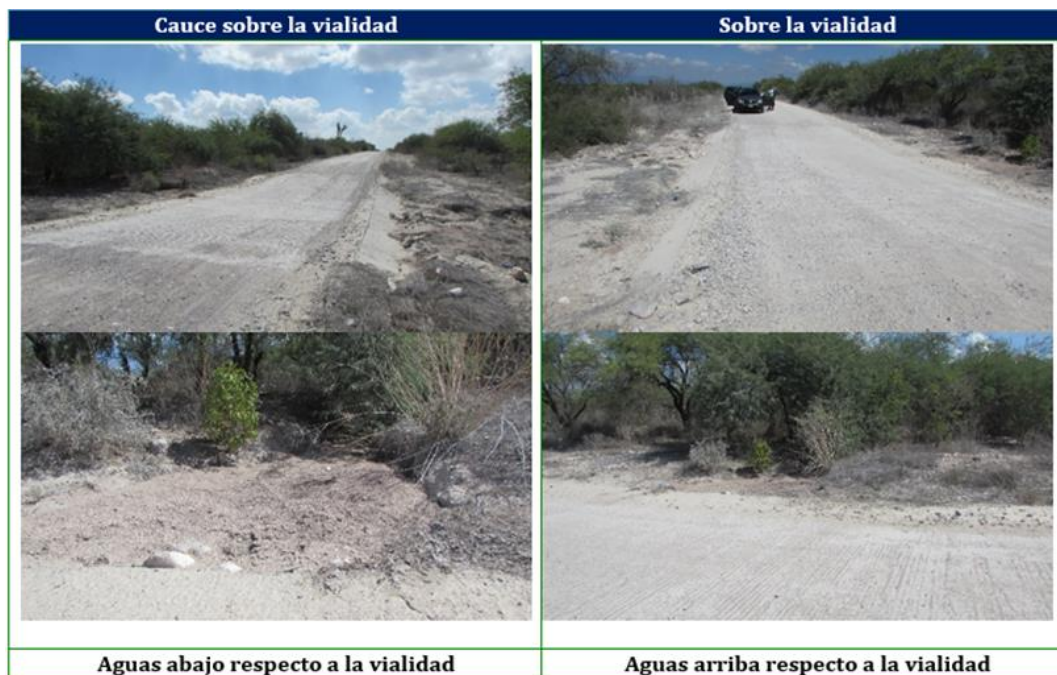 Cauce sobre la vialidad
Sobre la vialidad
Aguas abajo respecto a la vialidad
Aguas arriba respecto a la vialidad